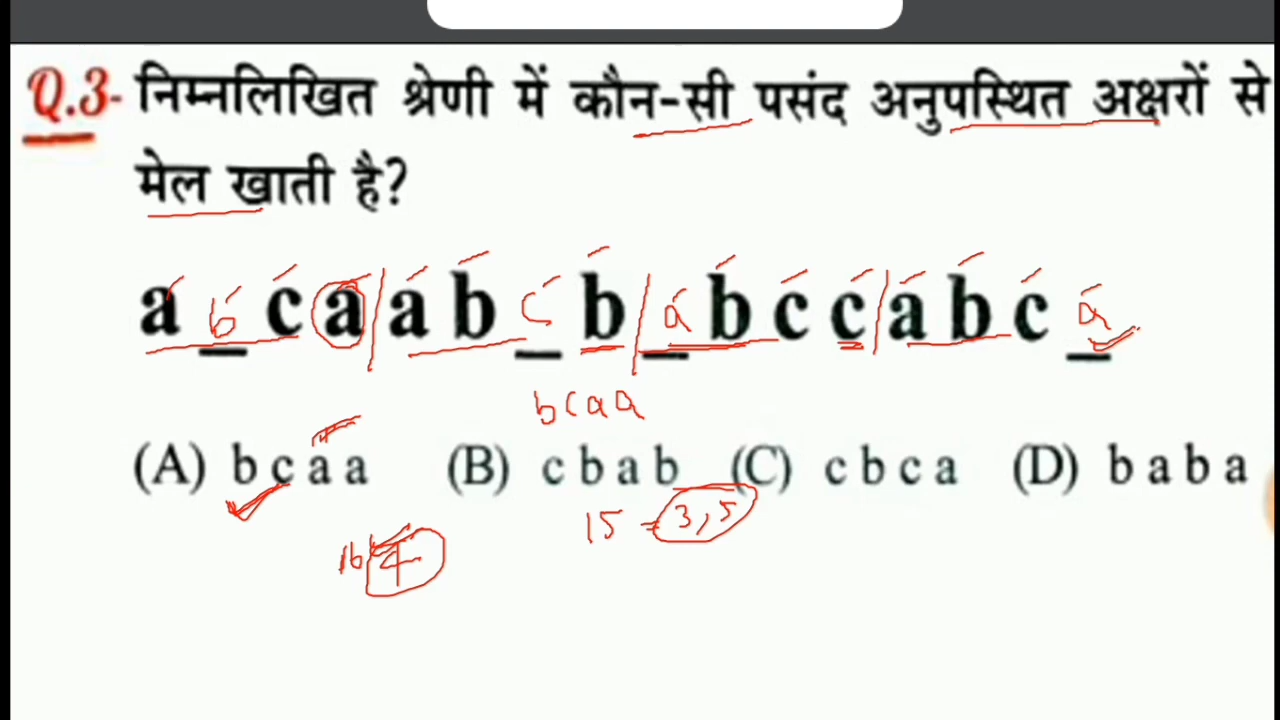 Q.3- निम्नलिखित श्रेणी में कौन-सी पसंद अनुपस्थित अक्षरों से
मेल खाती है?
a b c a / a b c b / a b c c / a b c a
b c a a
(A) b c a a (B) c b a b (C) c b c a (D) b a b a
15 = 3, 5
16 4